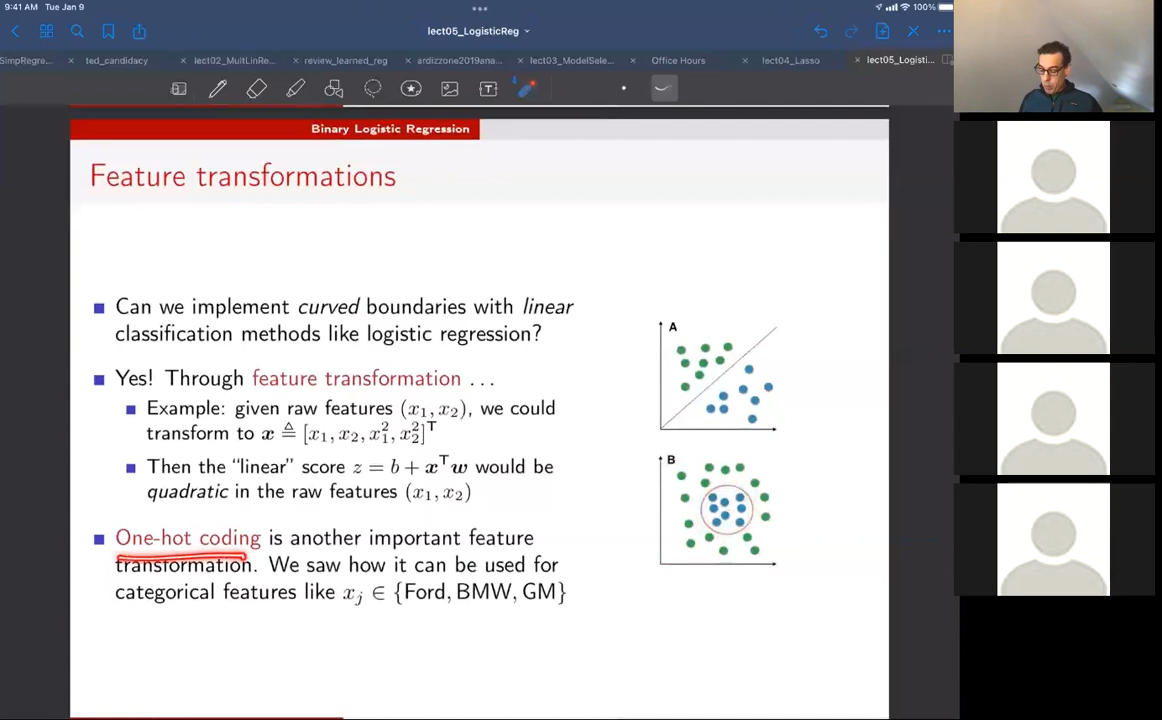 9:41 AM Tue Jan 9
100%
lect05_LogisticReg
SimpRegre...
ted_candidacy
lect02_MultLinRe...
review_learned_reg
ardizzone2019ana...
lect03_ModelSele...
Office Hours
lect04_Lasso
lect05_Logisti...
Binary Logistic Regression
Feature transformations
Can we implement curved boundaries with linear
classification methods like logistic regression?
Yes! Through feature transformation . . .
Example: given raw features (x₁, x₂), we could
transform to x ≜ [x₁, x₂, x₁², x₂²]ᵀ
Then the “linear” score z = b + xᵀw would be
quadratic in the raw features (x₁, x₂)
One-hot coding is another important feature
transformation. We saw how it can be used for
categorical features like xⱼ ∈ {Ford, BMW, GM}
A
B